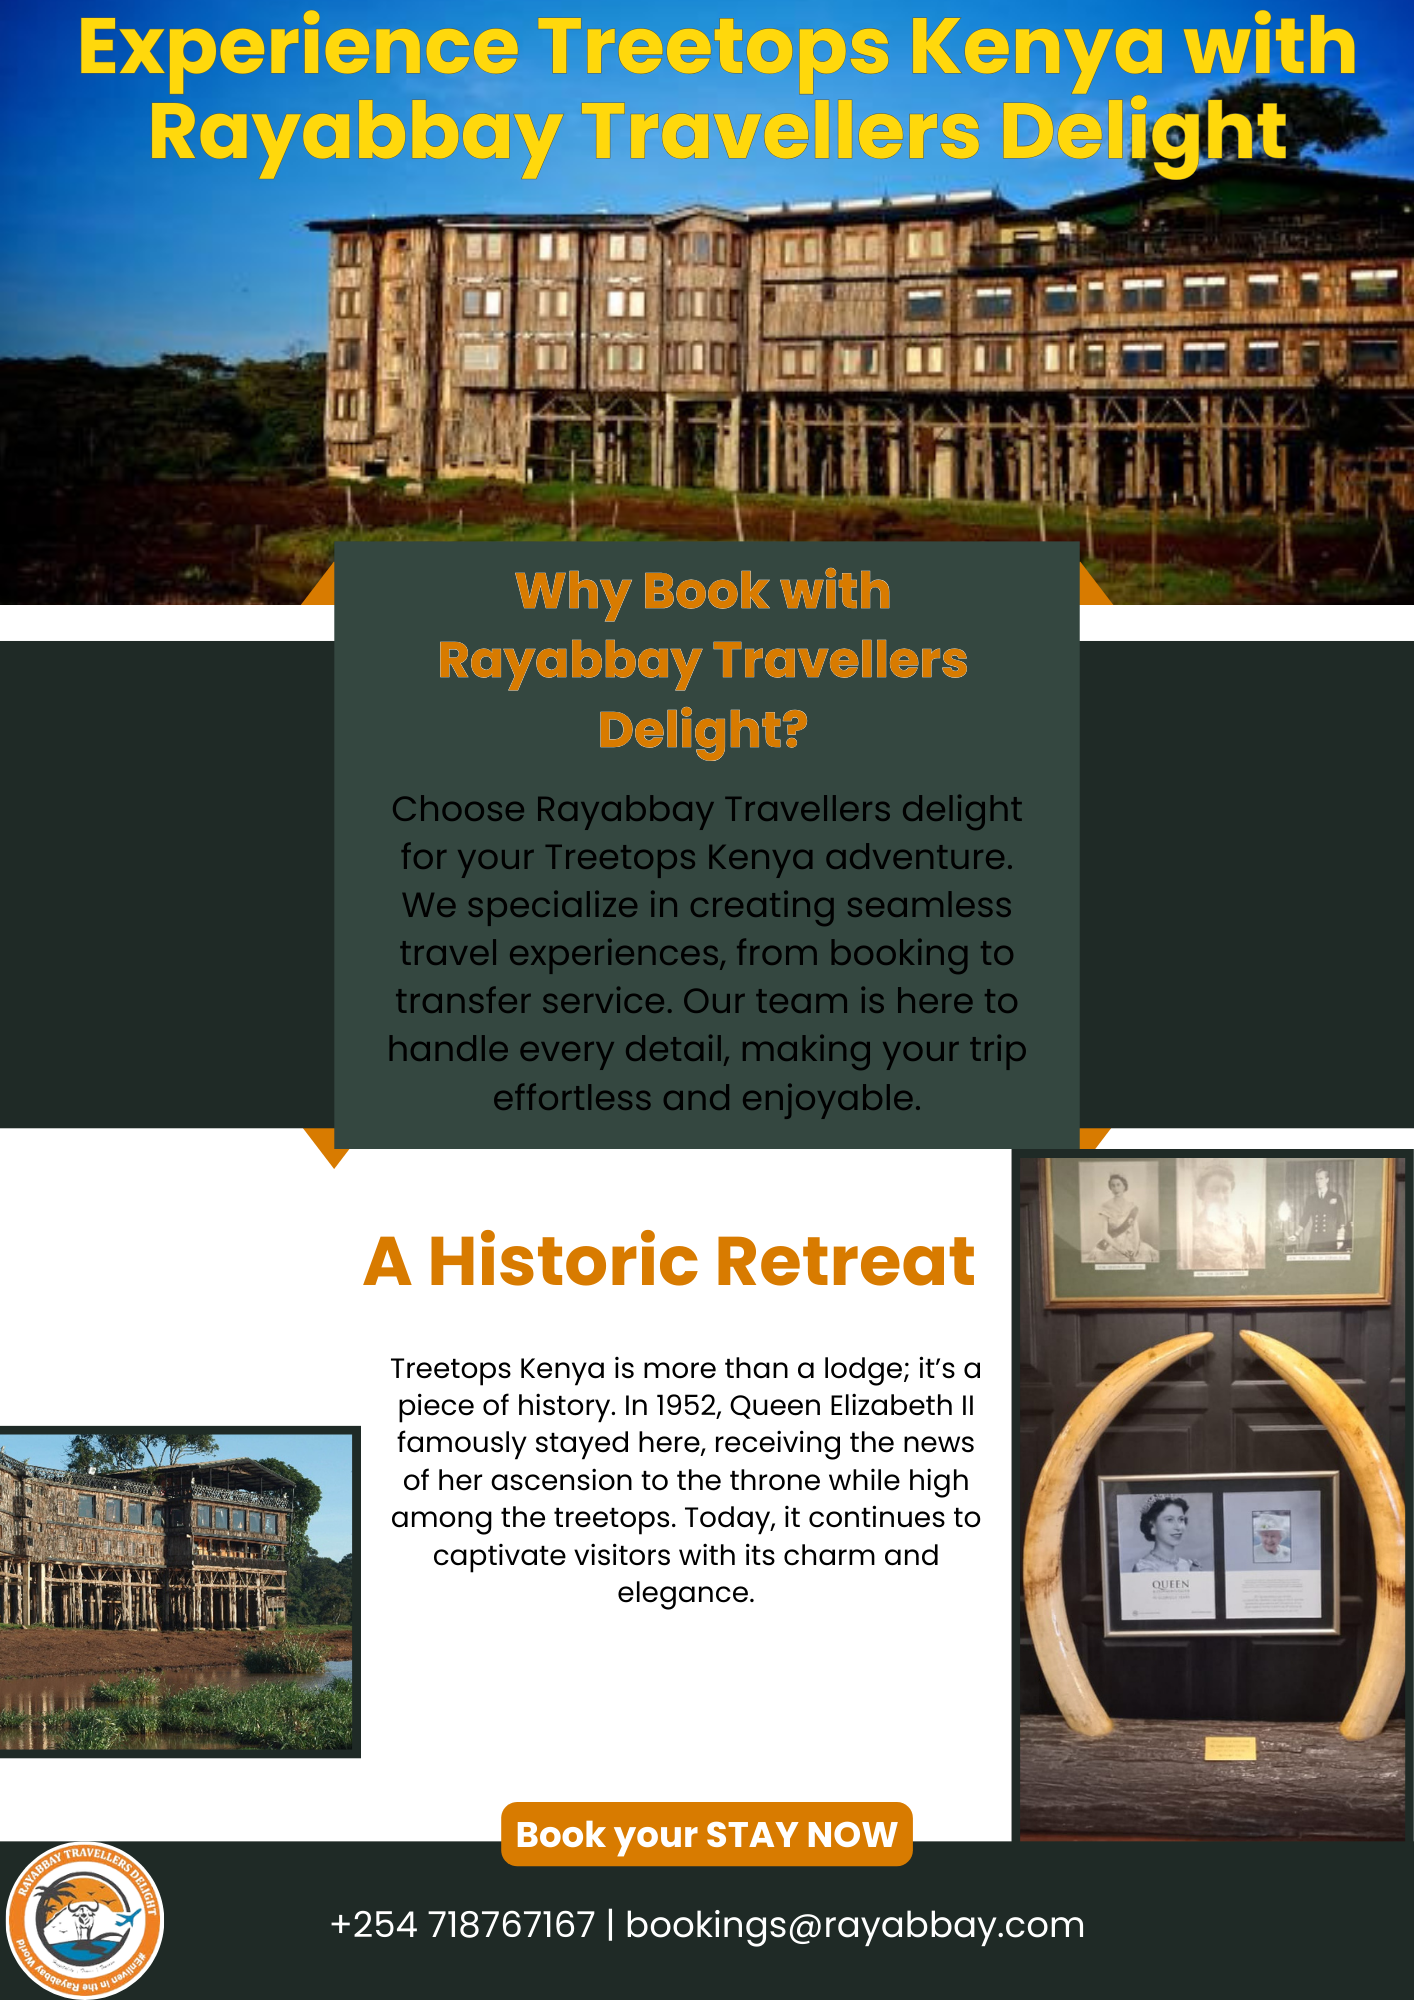 Experience Treetops Kenya with
Rayabbay Travellers Delight
Why Book with
Rayabbay Travellers
Delight?
Choose Rayabbay Travellers delight
for your Treetops Kenya adventure.
We specialize in creating seamless
travel experiences, from booking to
transfer service. Our team is here to
handle every detail, making your trip
effortless and enjoyable.
A Historic Retreat
Treetops Kenya is more than a lodge; it’s a
piece of history. In 1952, Queen Elizabeth II
famously stayed here, receiving the news
of her ascension to the throne while high
among the treetops. Today, it continues to
captivate visitors with its charm and
elegance.
QUEEN
Book your STAY NOW
RAYABBAY TRAVELLERS DELIGHT
#Enliven in the Rayabbay World
+254 718767167 | bookings@rayabbay.com